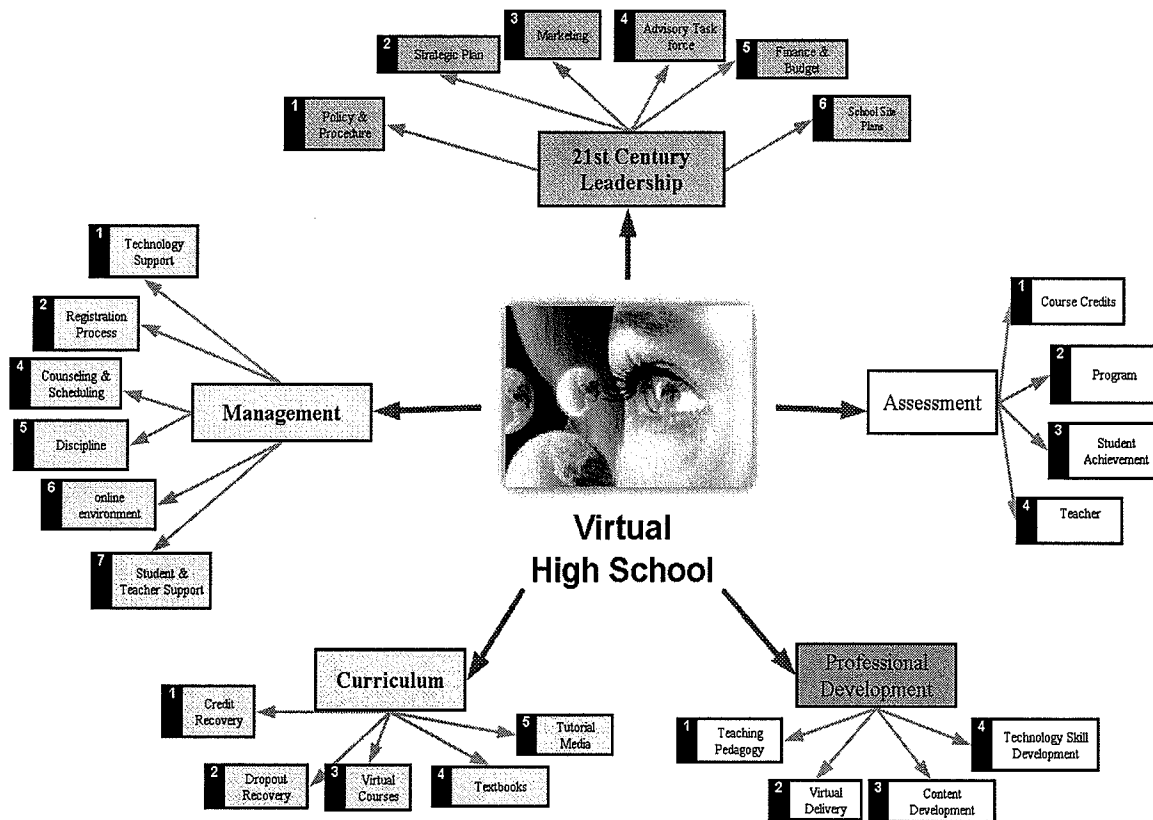 3
Marketing
4
Advisory Task
force
2
Strategic Plan
5
Finance &
Budget
1
Policy &
Procedure
6
School Site
Plans
21st Century
Leadership
1
Technology
Support
2
Registration
Process
4
Counseling &
Scheduling
5
Discipline
6
online
environment
7
Student &
Teacher Support
Management
Assessment
1
Course Credits
2
Program
3
Student
Achievement
4
Teacher
Virtual
High School
Curriculum
1
Credit
Recovery
2
Dropout
Recovery
3
Virtual
Courses
4
Textbooks
5
Tutorial
Media
Professional
Development
1
Teaching
Pedagogy
2
Virtual
Delivery
3
Content
Development
4
Technology Skill
Development